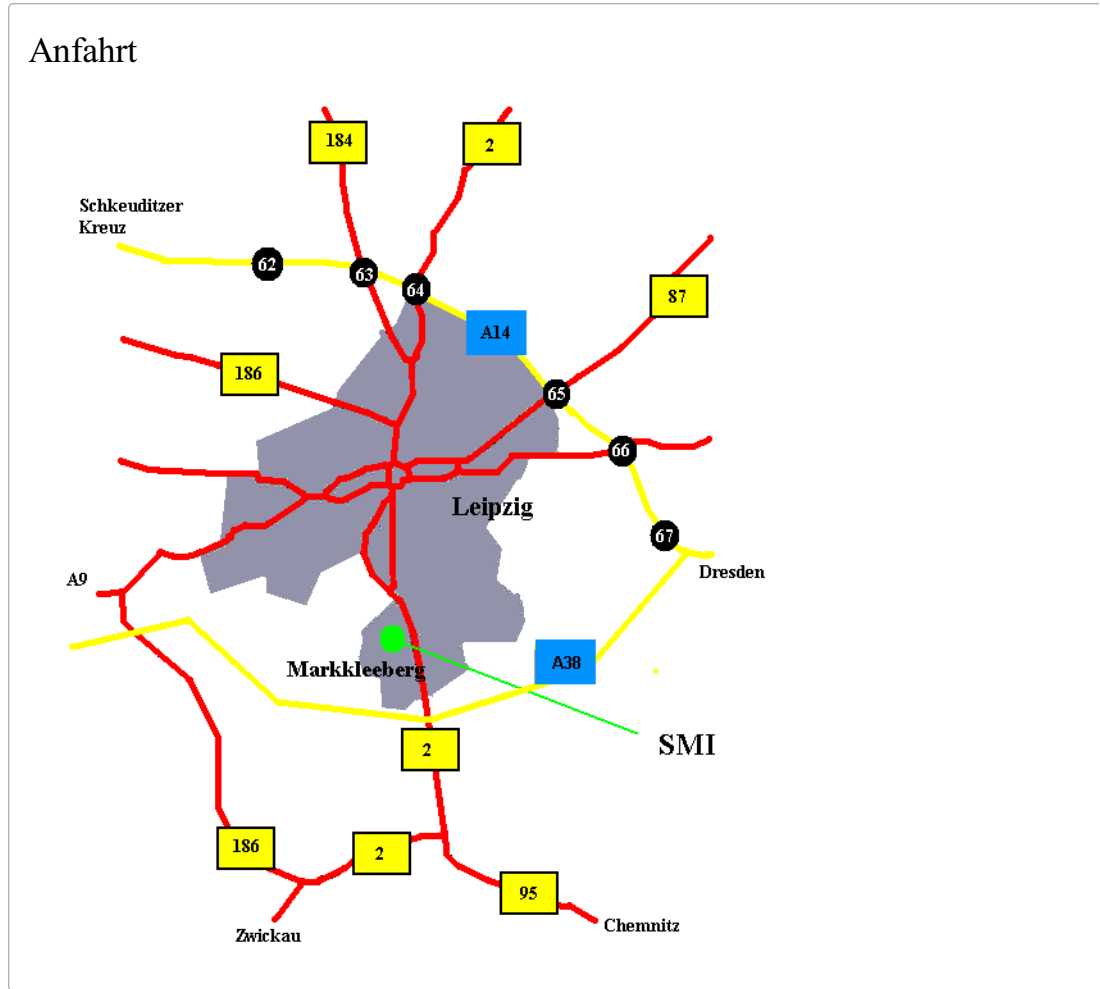 Anfahrt
184
2
Schkeuditzer
Kreuz
62
63
64
87
A14
186
65
66
Leipzig
67
A9
Dresden
Markkleeberg
A38
SMI
2
186
2
95
Chemnitz
Zwickau